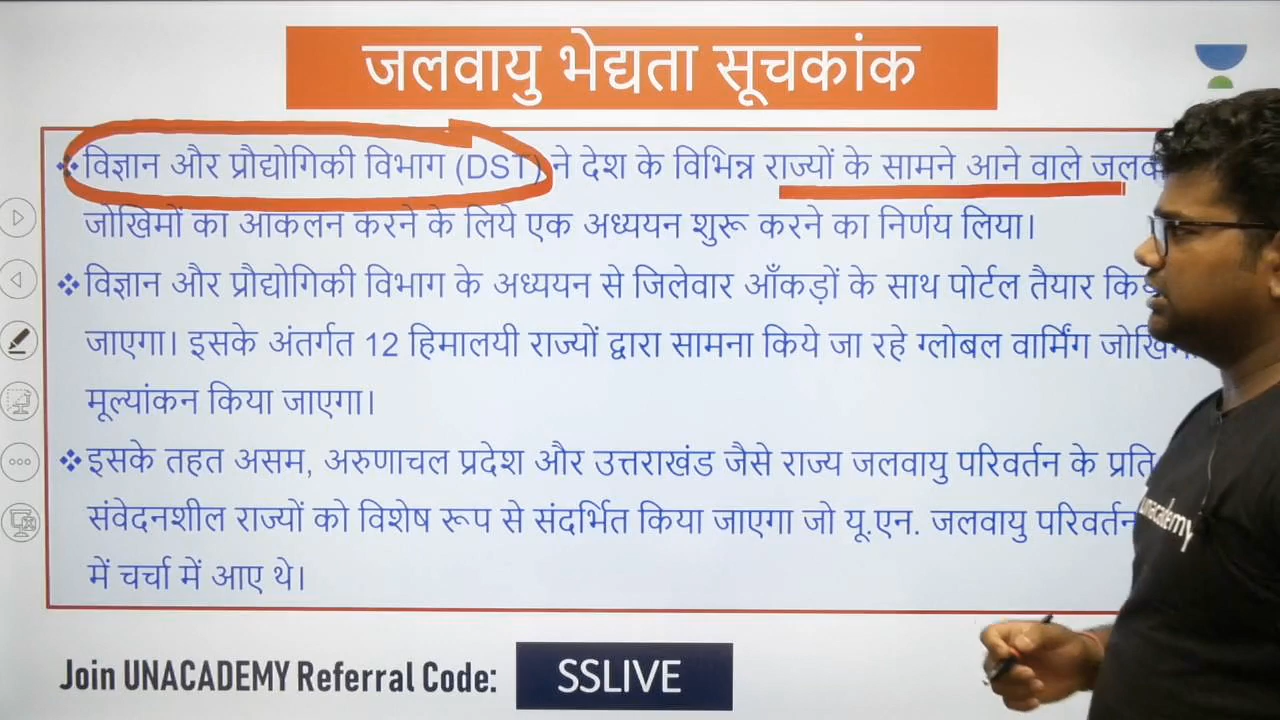 जलवायु भेद्यता सूचकांक
विज्ञान और प्रौद्योगिकी विभाग (DST) ने देश के विभिन्न राज्यों के सामने आने वाले
जोखिमों का आकलन करने के लिये एक अध्ययन शुरू करने का निर्णय लिया।
विज्ञान और प्रौद्योगिकी विभाग के अध्ययन से जिलेवार आँकड़ों के साथ पोर्टल तैयार
जाएगा। इसके अंतर्गत 12 हिमालयी राज्यों द्वारा सामना किये जा रहे ग्लोबल वार्मिंग
मूल्यांकन किया जाएगा।
इसके तहत असम, अरुणाचल प्रदेश और उत्तराखंड जैसे राज्य जलवायु परिवर्तन के प्रति
संवेदनशील राज्यों को विशेष रूप से संदर्भित किया जाएगा जो यू.एन. जलवायु परिवर्तन
में चर्चा में आए थे।
unacademy
Join UNACADEMY Referral Code: SSLIVE